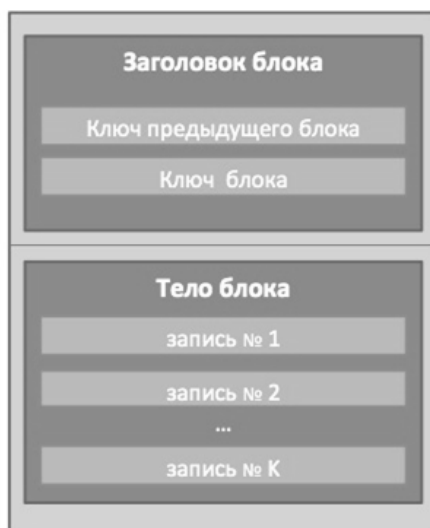 Заголовок блока
Ключ предыдущего блока
Ключ блока
Тело блока
запись № 1
запись № 2
...
запись № K